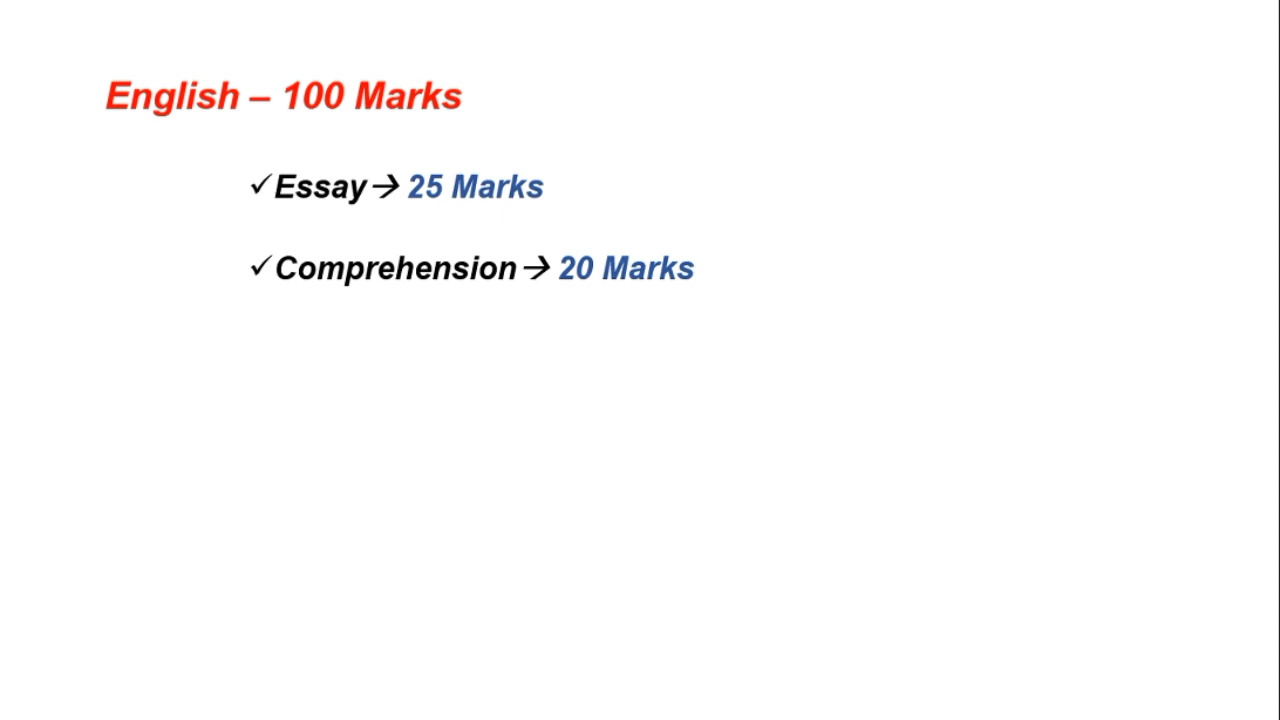 English – 100 Marks
✓Essay→ 25 Marks
✓Comprehension→ 20 Marks